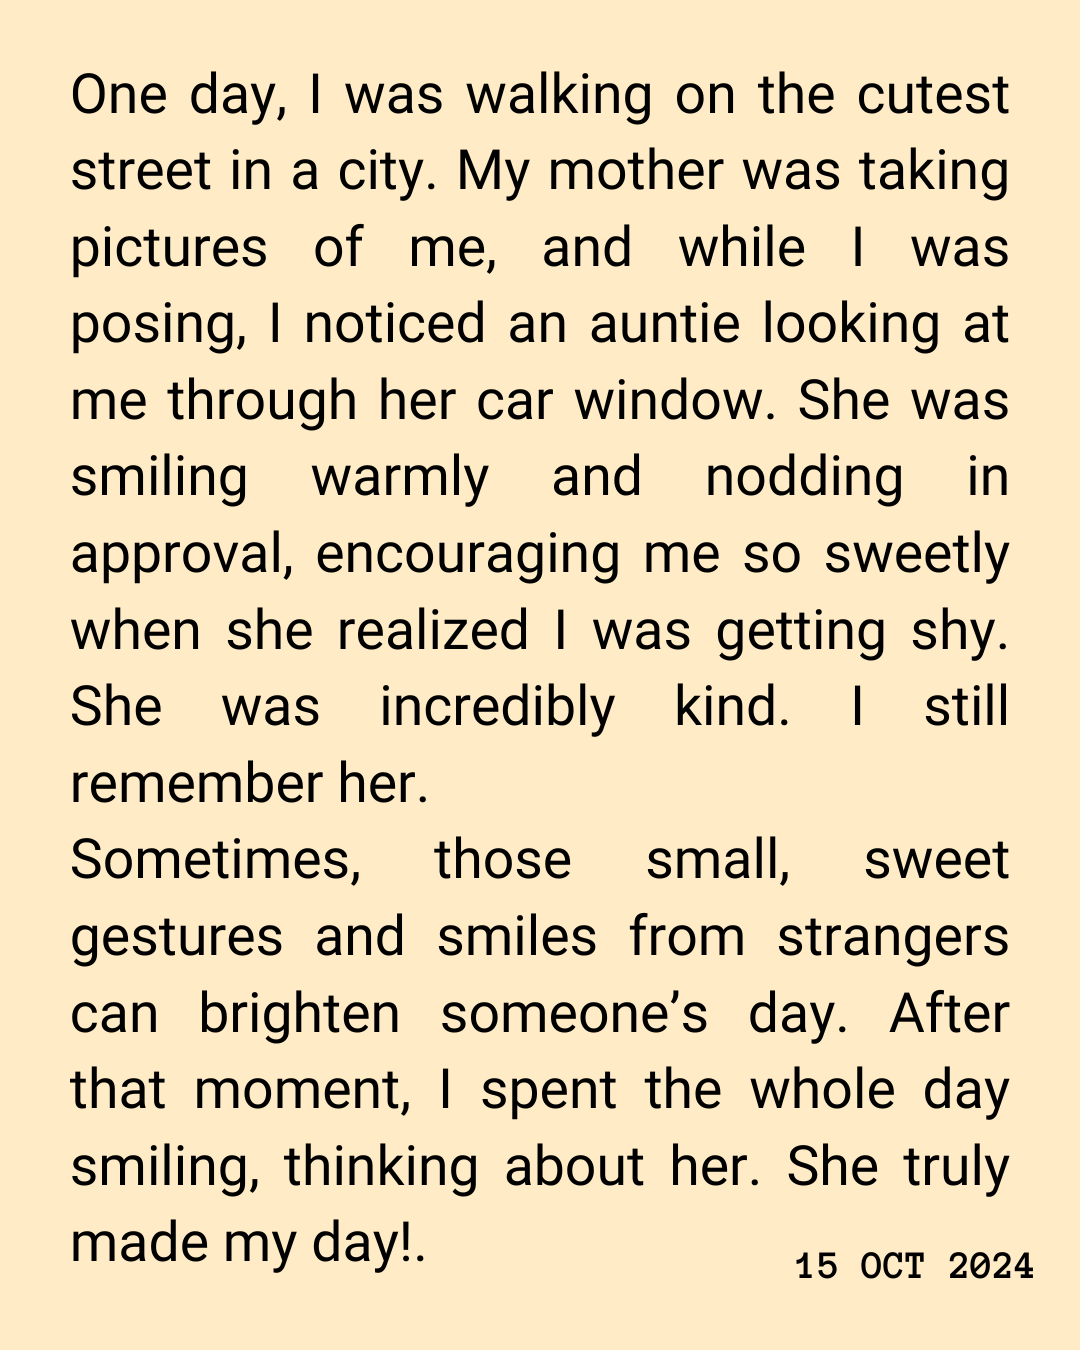 One day, I was walking on the cutest
street in a city. My mother was taking
pictures of me, and while I was
posing, I noticed an auntie looking at
me through her car window. She was
smiling warmly and nodding in
approval, encouraging me so sweetly
when she realized I was getting shy.
She was incredibly kind. I still
remember her.
Sometimes, those small, sweet
gestures and smiles from strangers
can brighten someone’s day. After
that moment, I spent the whole day
smiling, thinking about her. She truly
made my day!.
15 OCT 2024